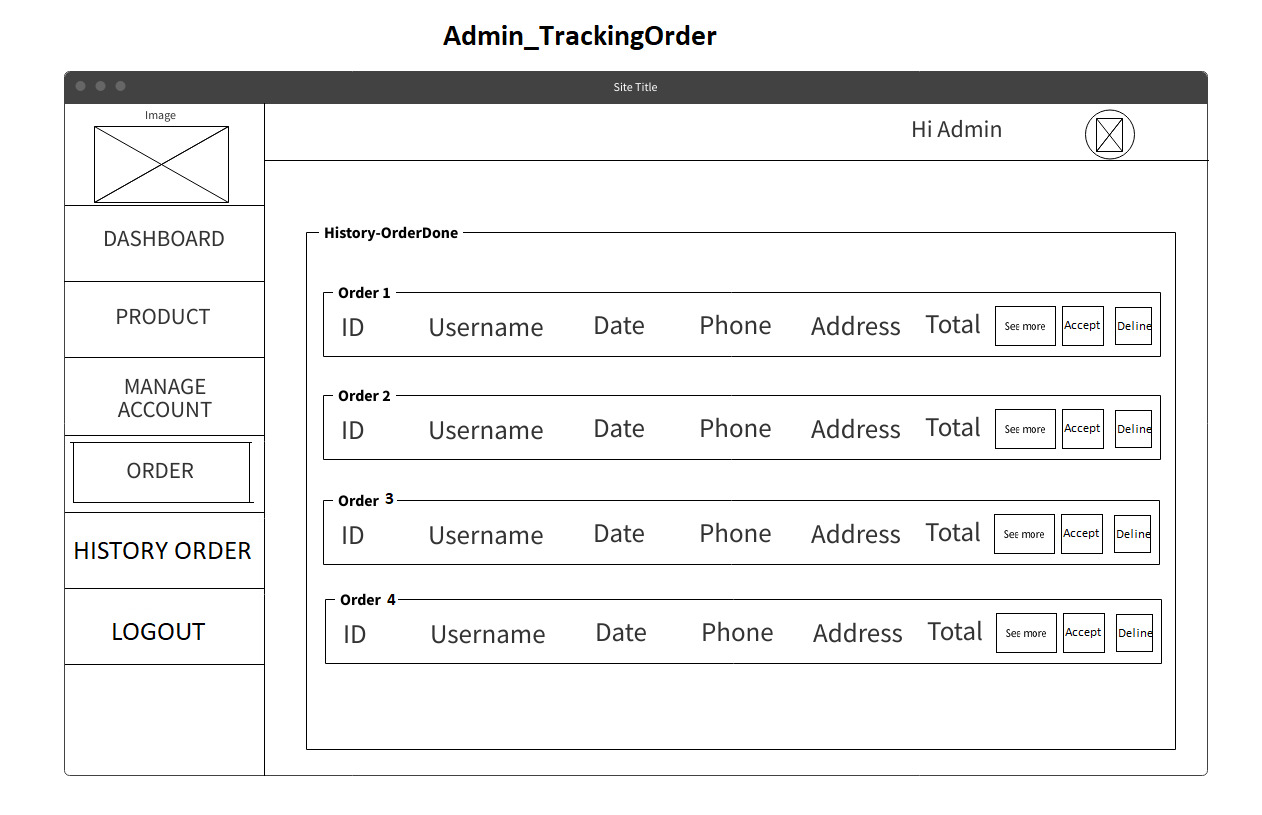 Admin_TrackingOrder
Site Title
Image
Hi Admin
DASHBOARD
PRODUCT
MANAGE
ACCOUNT
ORDER
HISTORY ORDER
LOGOUT
History-OrderDone
Order 1
ID Username Date Phone Address Total See more Accept Deline
Order 2
ID Username Date Phone Address Total See more Accept Deline
Order 3
ID Username Date Phone Address Total See more Accept Deline
Order 4
ID Username Date Phone Address Total See more Accept Deline